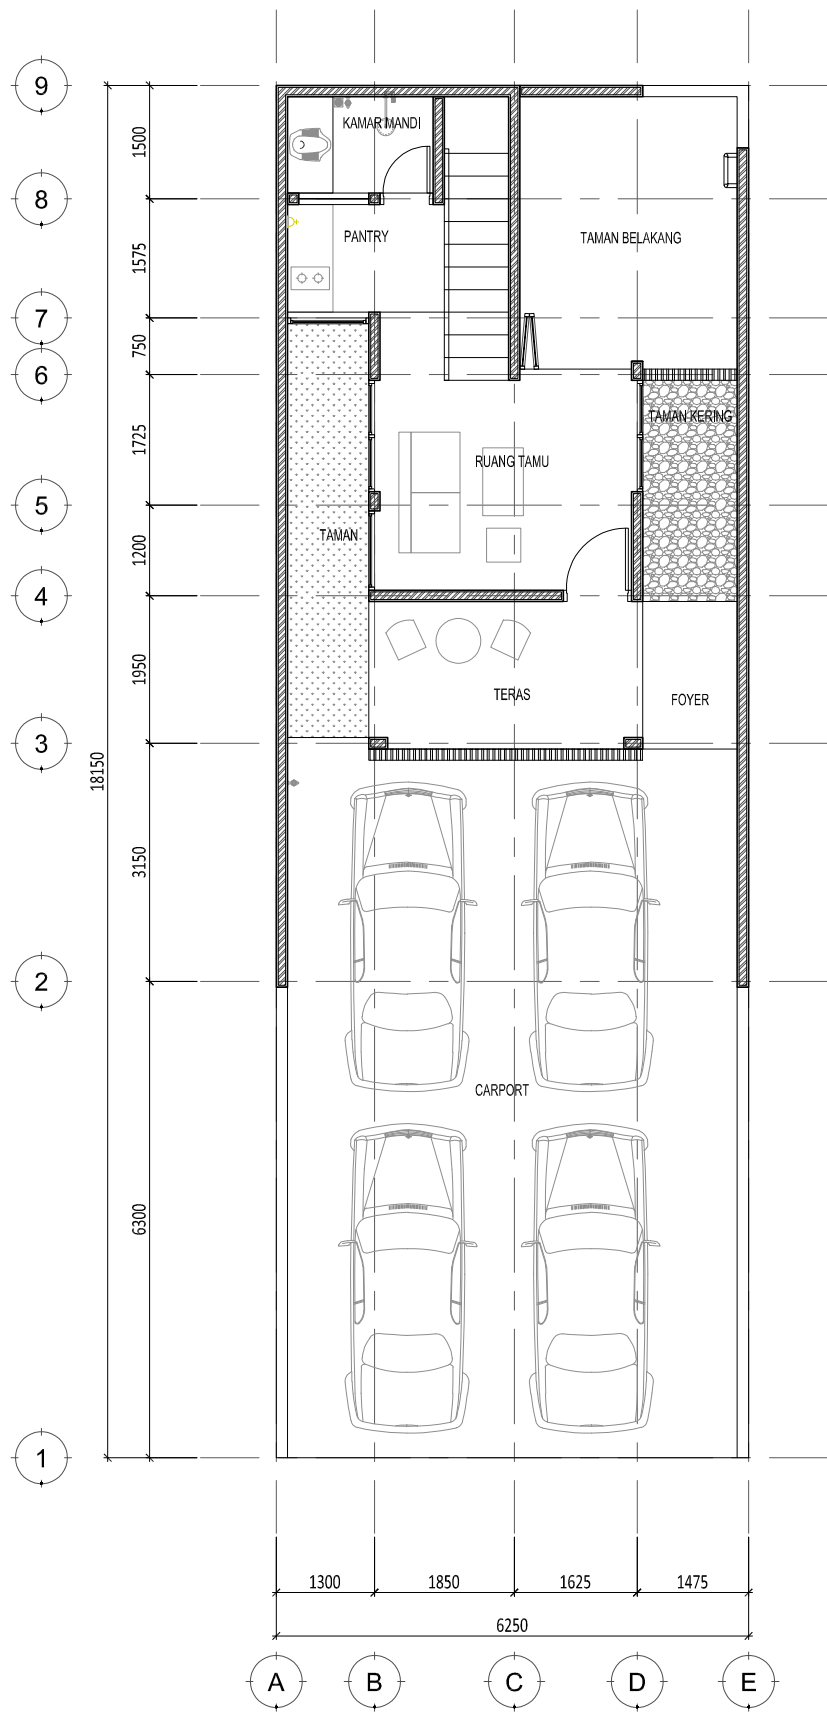 9
1500
KAMAR MANDI
8
1575
PANTRY
TAMAN BELAKANG
7
750
6
1725
TAMAN KERING
RUANG TAMU
5
1200
TAMAN
4
1950
TERAS
FOYER
3
18150
3150
2
CARPORT
6300
1
1300
1850
1625
1475
6250
A
B
C
D
E